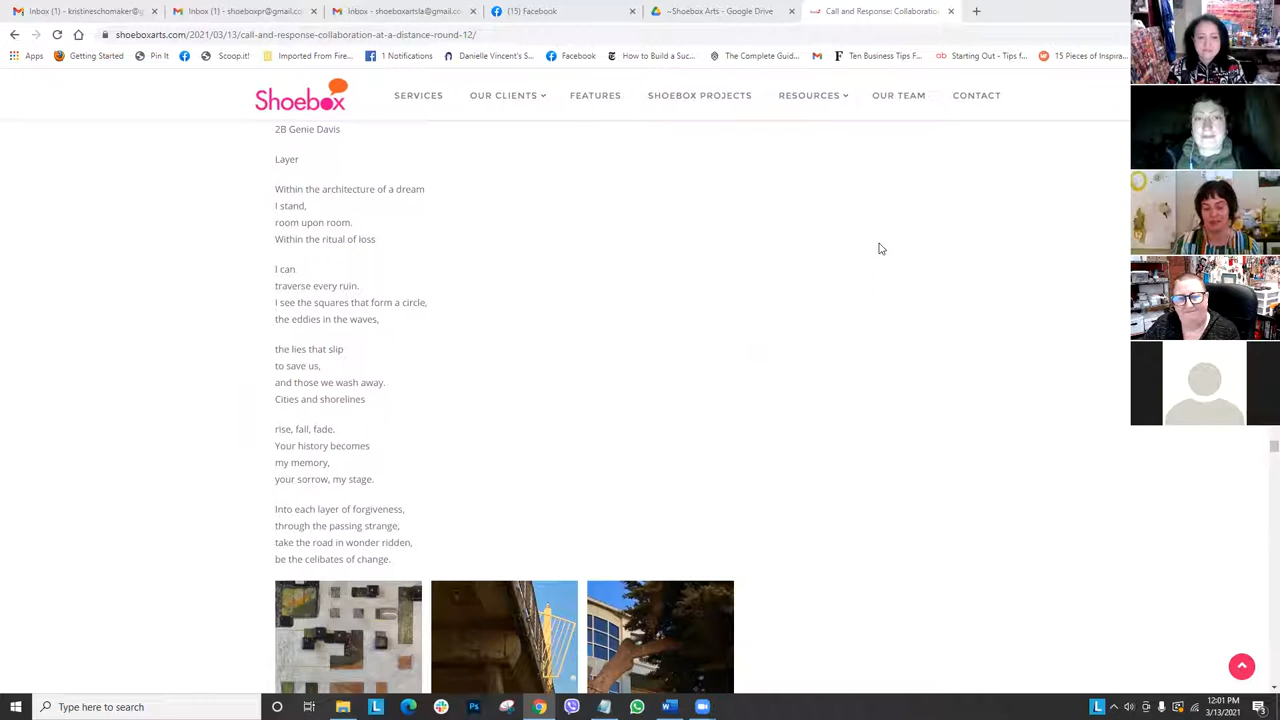 Inbox (1) - kristineschomaker@g
Inbox (1) - shoeboxpr@gmail.co
Inbox - shoeboxartsla@gmail.co
(15) Facebook
~Shoebox Arts - Google Drive
Call and Response: Collaboratio
shoeboxarts.com/2021/03/13/call-and-response-collaboration-at-a-distance-round-12/
Apps
Getting Started
Pin It
Scoop.it!
Imported From Fire...
1 Notifications
Danielle Vincent's S...
Facebook
How to Build a Suc...
The Complete Guid...
Ten Business Tips F...
Starting Out - Tips f...
15 Pieces of Inspira...
Shoebox
SERVICES
OUR CLIENTS
FEATURES
SHOEBOX PROJECTS
RESOURCES
OUR TEAM
CONTACT
2B Genie Davis
Layer
Within the architecture of a dream
I stand,
room upon room.
Within the ritual of loss
I can
traverse every ruin.
I see the squares that form a circle,
the eddies in the waves,
the lies that slip
to save us,
and those we wash away.
Cities and shorelines
rise, fall, fade.
Your history becomes
my memory,
your sorrow, my stage.
Into each layer of forgiveness,
through the passing strange,
take the road in wonder ridden,
be the celibates of change.
Type here to search
12:01 PM
3/13/2021